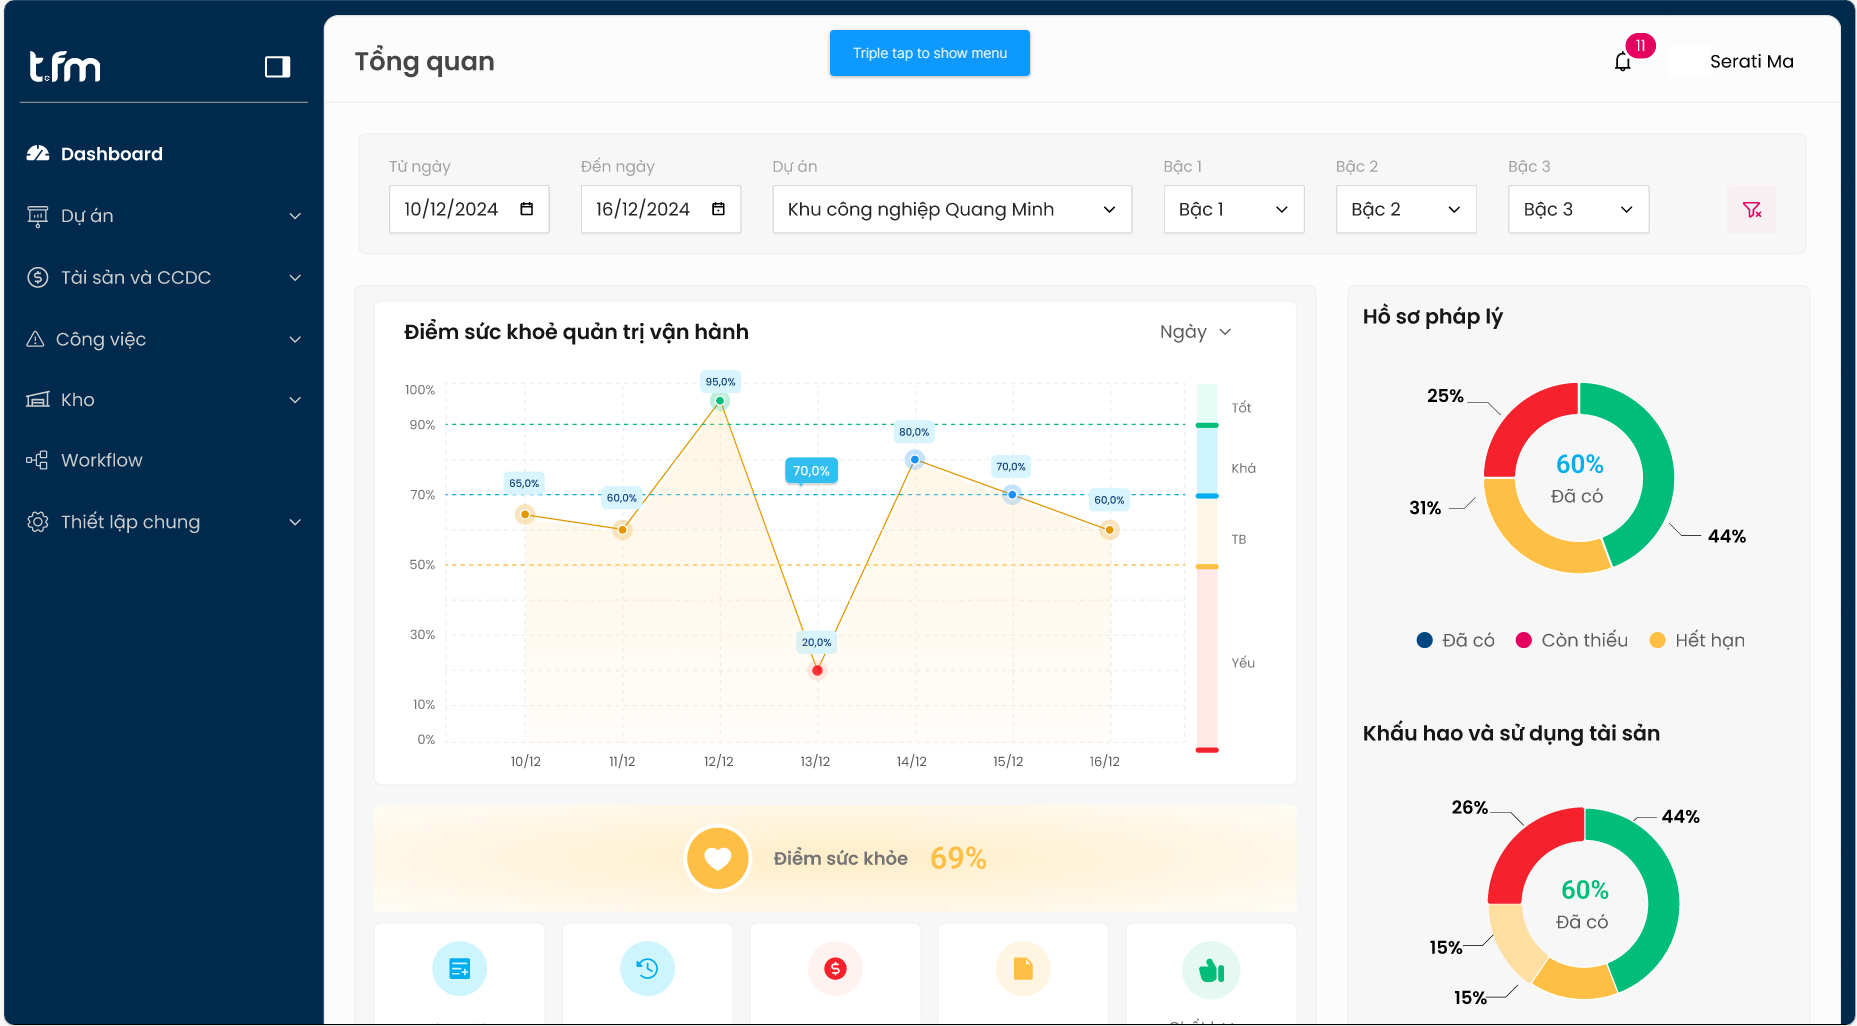 t.fm
Tổng quan
Triple tap to show menu
11
Serati Ma
Dashboard
Dự án
Tài sản và CCDC
Công việc
Kho
Workflow
Thiết lập chung
Từ ngày
Đến ngày
Dự án
Bậc 1
Bậc 2
Bậc 3
10/12/2024
16/12/2024
Khu công nghiệp Quang Minh
Bậc 1
Bậc 2
Bậc 3
Điểm sức khoẻ quản trị vận hành
Ngày
100%
90%
70%
50%
30%
10%
0%
65,0%
60,0%
95,0%
70,0%
20,0%
80,0%
70,0%
60,0%
Tốt
Khá
TB
Yếu
10/12
11/12
12/12
13/12
14/12
15/12
16/12
Điểm sức khỏe 69%
Hồ sơ pháp lý
25%
31%
44%
60%
Đã có
Đã có
Còn thiếu
Hết hạn
Khấu hao và sử dụng tài sản
26%
44%
15%
15%
60%
Đã có